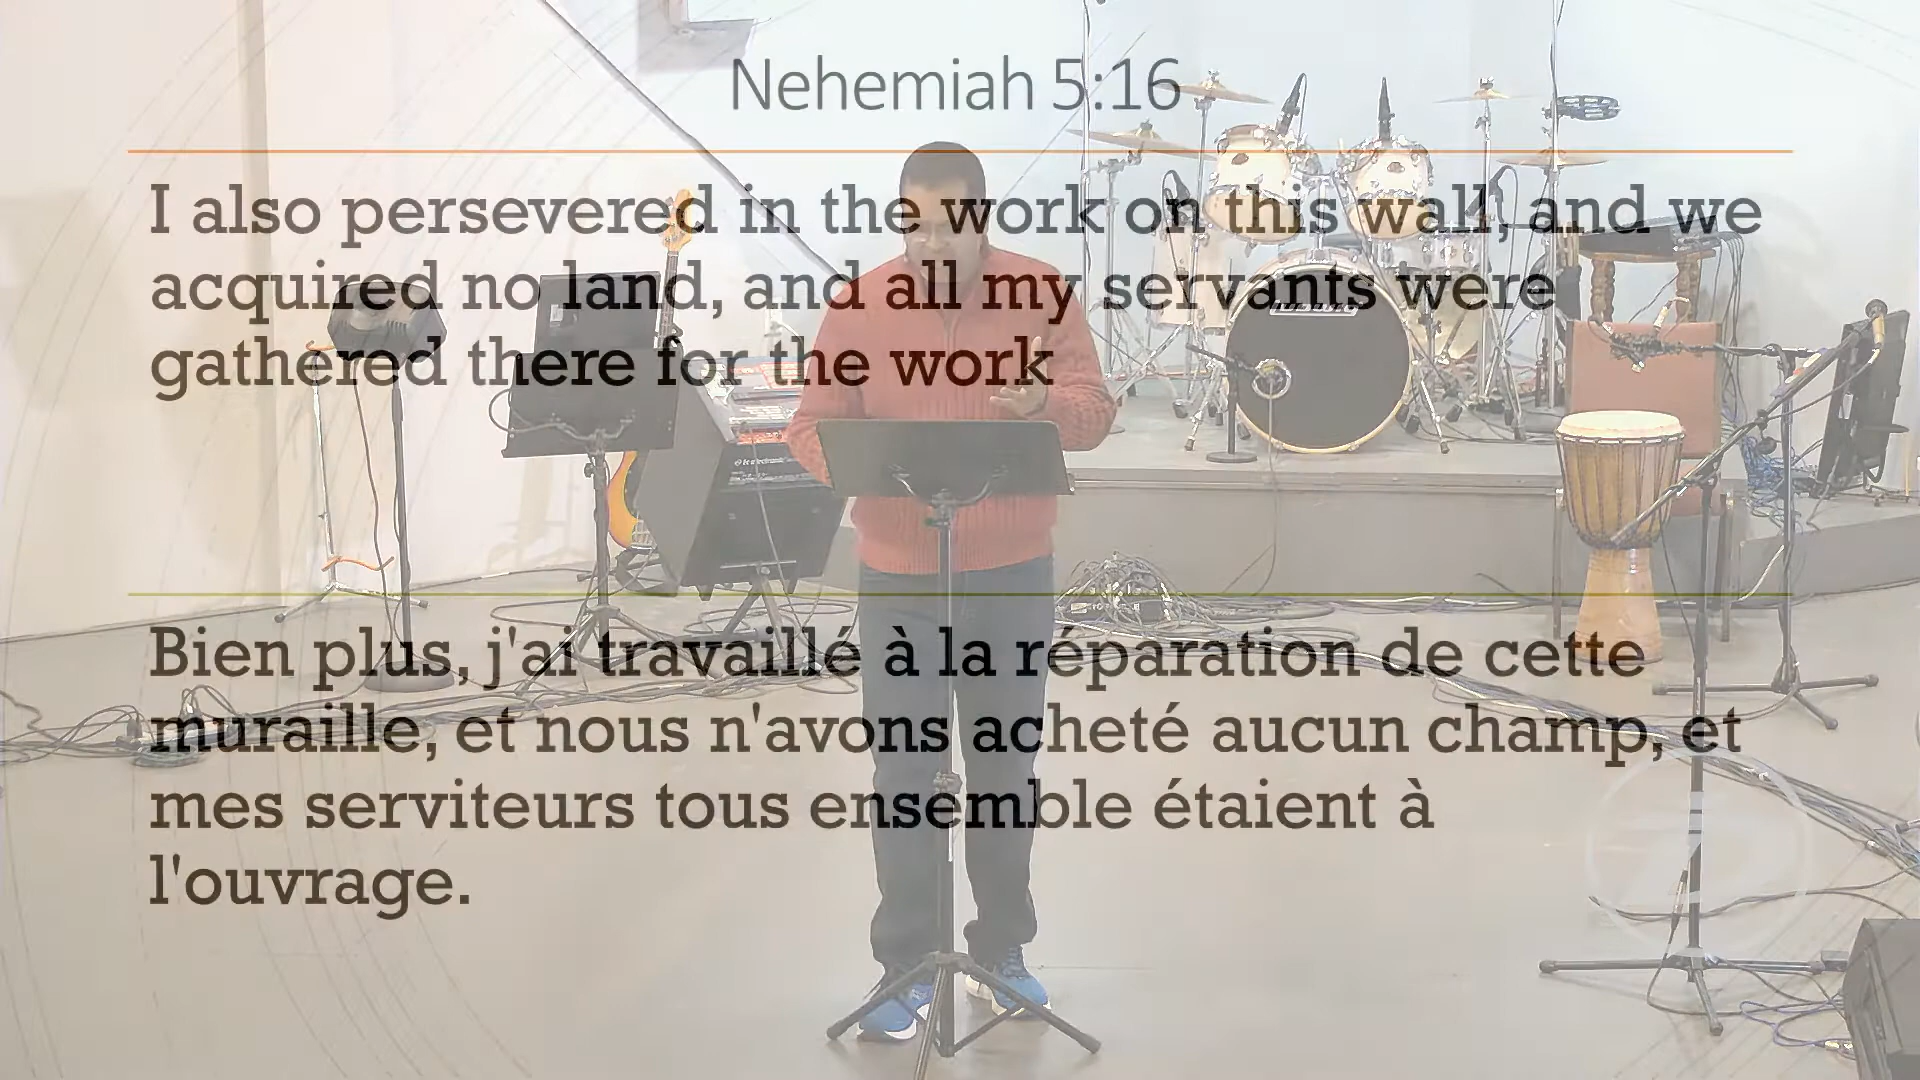 Nehemiah 5:16
I also persevered in the work on this wall, and we
acquired no land, and all my servants were
gathered there for the work
Bien plus, j'ai travaillé à la réparation de cette
muraille, et nous n'avons acheté aucun champ, et
mes serviteurs tous ensemble étaient à
l'ouvrage.
LUDWIG